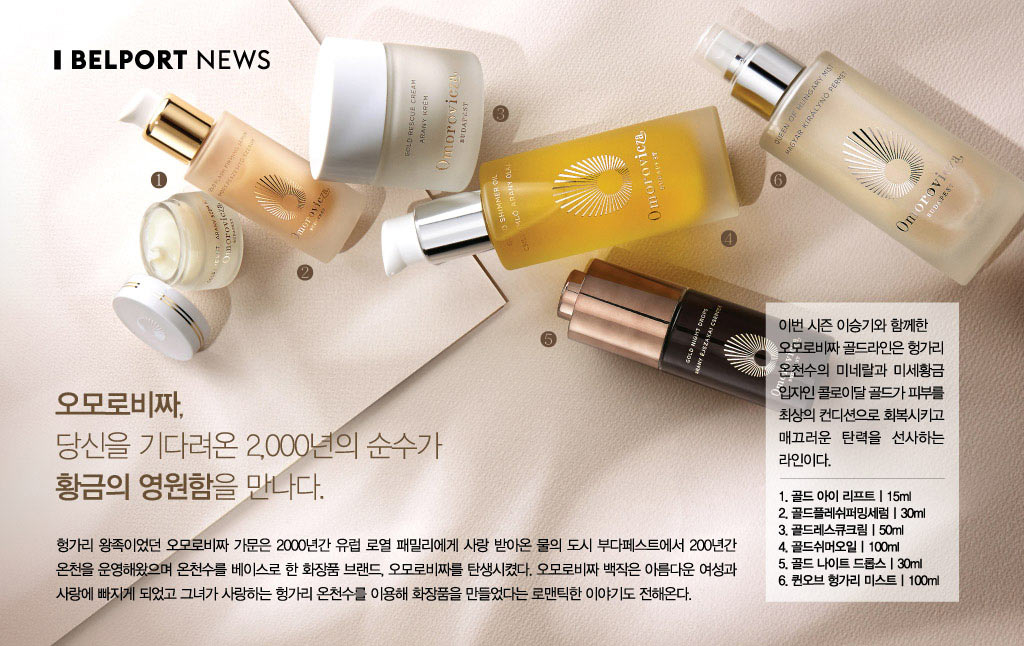 BELPORT NEWS
GOLD RESCUE CREAM
ARANY KRÉM
Omorovicza
BUDAPEST
Omorovicza
BUDAPEST
Omorovicza
BUDAPEST
QUEEN OF HUNGARY MIST
MAGYAR KIRÁLYNŐ PERMET
Omorovicza
BUDAPEST
GOLD NIGHT DROPS
ARANY ÉJSZAKAI CSEPPEK
Omorovicza
1
2
3
4
5
6
오모로비짜,
당신을 기다려온 2,000년의 순수가
황금의 영원함을 만나다.
헝가리 왕족이었던 오모로비짜 가문은 2000년간 유럽 로열 패밀리에게 사랑 받아온 물의 도시 부다페스트에서 200년간
온천을 운영해왔으며 온천수를 베이스로 한 화장품 브랜드, 오모로비짜를 탄생시켰다. 오모로비짜 백작은 아름다운 여성과
사랑에 빠지게 되었고 그녀가 사랑하는 헝가리 온천수를 이용해 화장품을 만들었다는 로맨틱한 이야기도 전해온다.
이번 시즌 이승기와 함께한
오모로비짜 골드라인은 헝가리
온천수의 미네랄과 미세황금
입자인 콜로이달 골드가 피부를
최상의 컨디션으로 회복시키고
매끄러운 탄력을 선사하는
라인이다.
1. 골드 아이 리프트 | 15ml
2. 골드플레쉬퍼밍세럼 | 30ml
3. 골드레스큐크림 | 50ml
4. 골드쉬머오일 | 100ml
5. 골드 나이트 드롭스 | 30ml
6. 퀸오브 헝가리 미스트 | 100ml